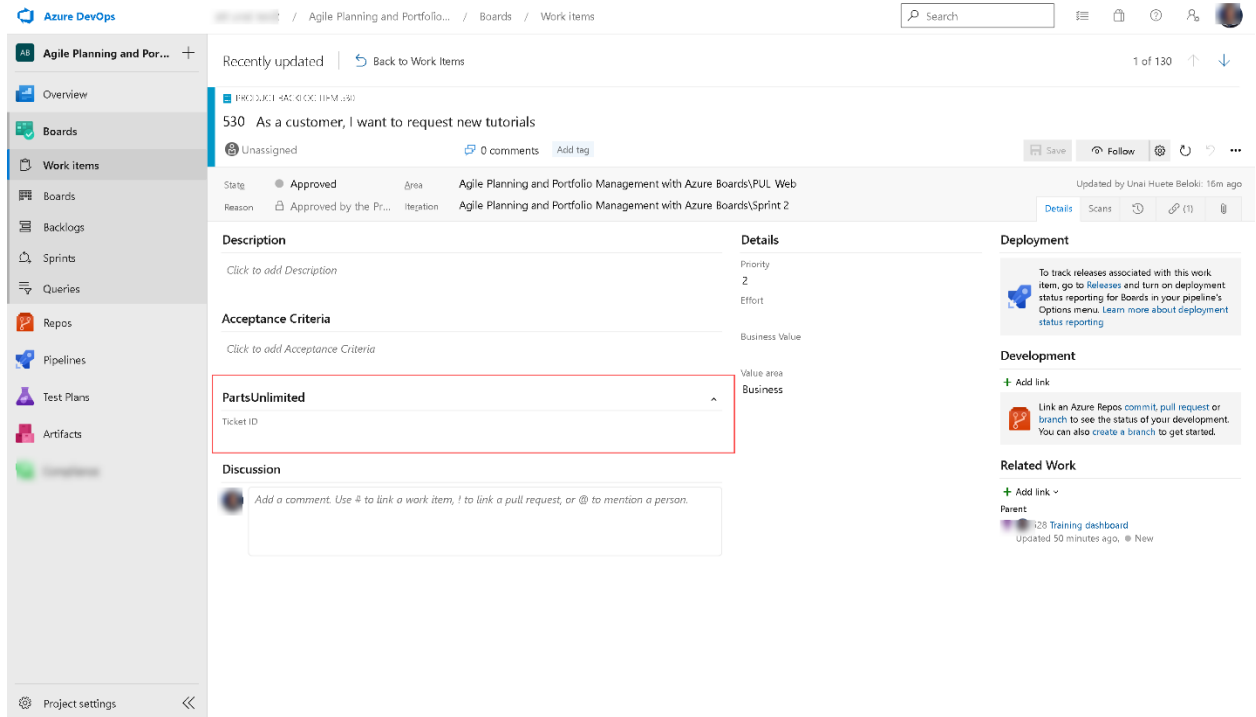 Azure DevOps
/ Agile Planning and Portfolio... / Boards / Work items
Search
AB Agile Planning and Por...
Overview
Boards
Work items
Boards
Backlogs
Sprints
Queries
Repos
Pipelines
Test Plans
Artifacts
Project settings
Recently updated
Back to Work Items
1 of 130
PRODUCT BACKLOG ITEM 530
530 As a customer, I want to request new tutorials
Unassigned
0 comments
Add tag
Save
Follow
State
Approved
Area
Agile Planning and Portfolio Management with Azure Boards\PUL Web
Updated by Unai Huete Beloki: 16m ago
Reason
Approved by the Pr...
Iteration
Agile Planning and Portfolio Management with Azure Boards\Sprint 2
Details
Scans
(1)
Description
Click to add Description
Acceptance Criteria
Click to add Acceptance Criteria
PartsUnlimited
Ticket ID
Discussion
Add a comment. Use # to link a work item, ! to link a pull request, or @ to mention a person.
Details
Priority
2
Effort
Business Value
Value area
Business
Deployment
To track releases associated with this work
item, go to Releases and turn on deployment
status reporting for Boards in your pipeline's
Options menu. Learn more about deployment
status reporting
Development
+ Add link
Link an Azure Repos commit, pull request or
branch to see the status of your development.
You can also create a branch to get started.
Related Work
+ Add link
Parent
528 Training dashboard
Updated 50 minutes ago, New